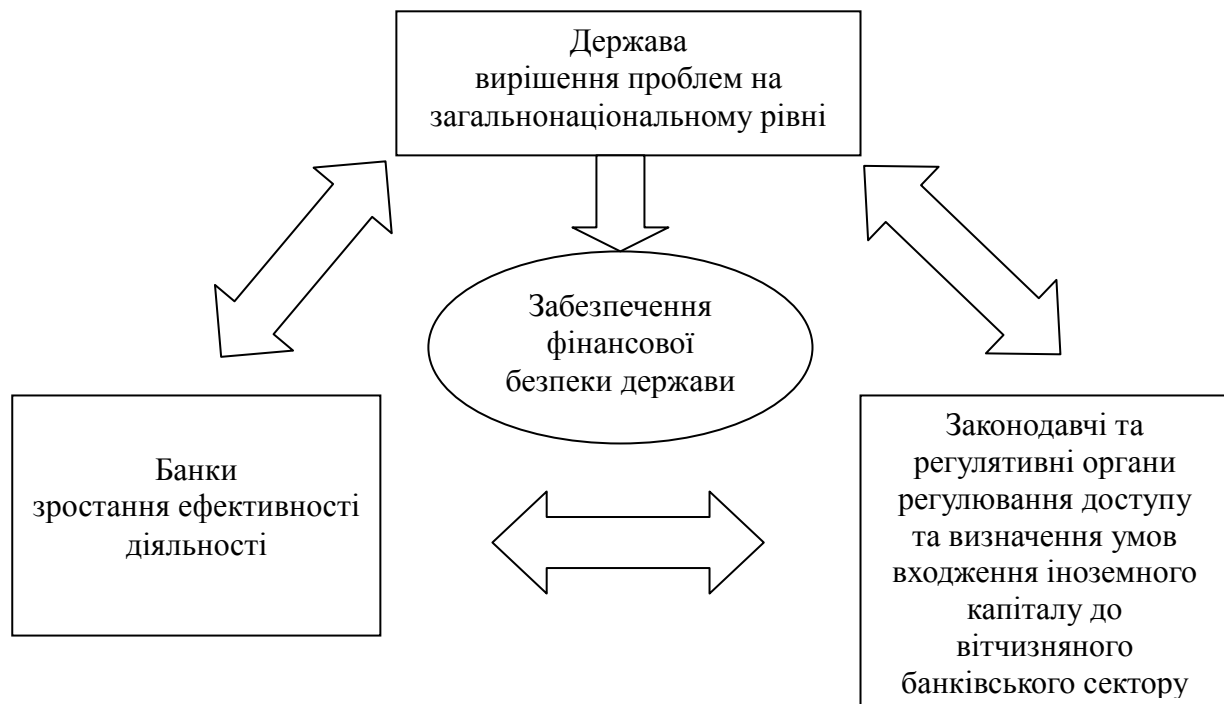 Держава
вирішення проблем на
загальнонаціональному рівні
Забезпечення
фінансової
безпеки держави
Банки
зростання ефективності
діяльності
Законодавчі та
регулятивні органи
регулювання доступу
та визначення умов
входження іноземного
капіталу до
вітчизняного
банківського сектору